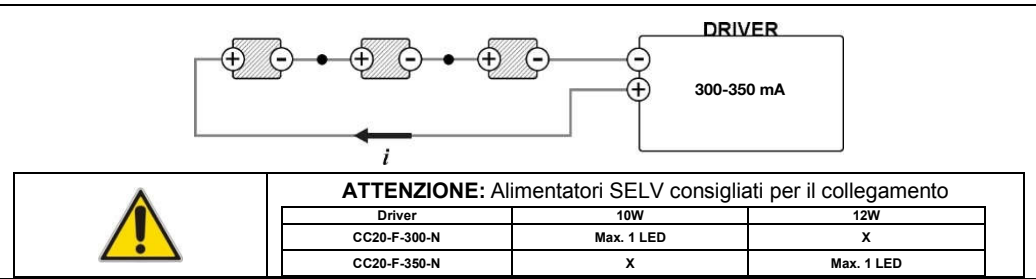 DRIVER
+ - + - + - -
+ 300-350 mA
i
ATTENZIONE: Alimentatori SELV consigliati per il collegamento
Driver 10W 12W
CC20-F-300-N Max. 1 LED X
CC20-F-350-N X Max. 1 LED